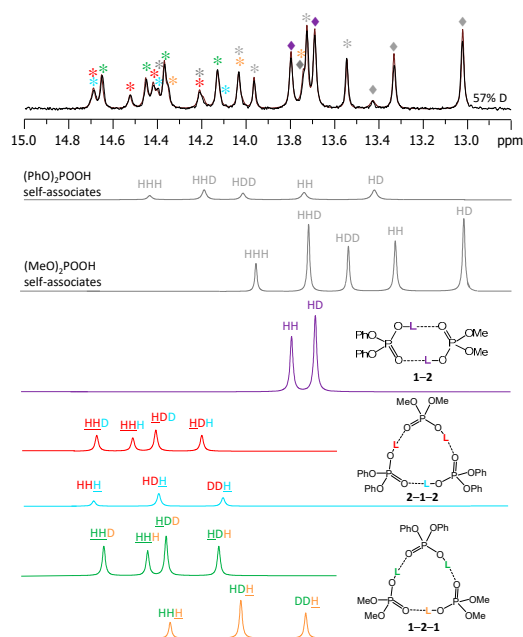 57% D
15.0 14.8 14.6 14.4 14.2 14.0 13.8 13.6 13.4 13.2 13.0 ppm
(PhO)₂POOH
self-associates
HHH HHD HDD HH HD
(MeO)₂POOH
self-associates
HHH HHD HDD HH HD
HH HD
PhO PhO P O L O O L O P OMe OMe
1–2
HHD HHH HDD HDH
MeO OMe
O P O
L L
O O
PhO P O L O P OPh
PhO OPh
2–1–2
HHH HDH DDH
HHD HHH HDD HDH
PhO OPh
O P O
L L
O O
MeO P O L O P OMe
MeO OMe
1–2–1
HHH HDH DDH